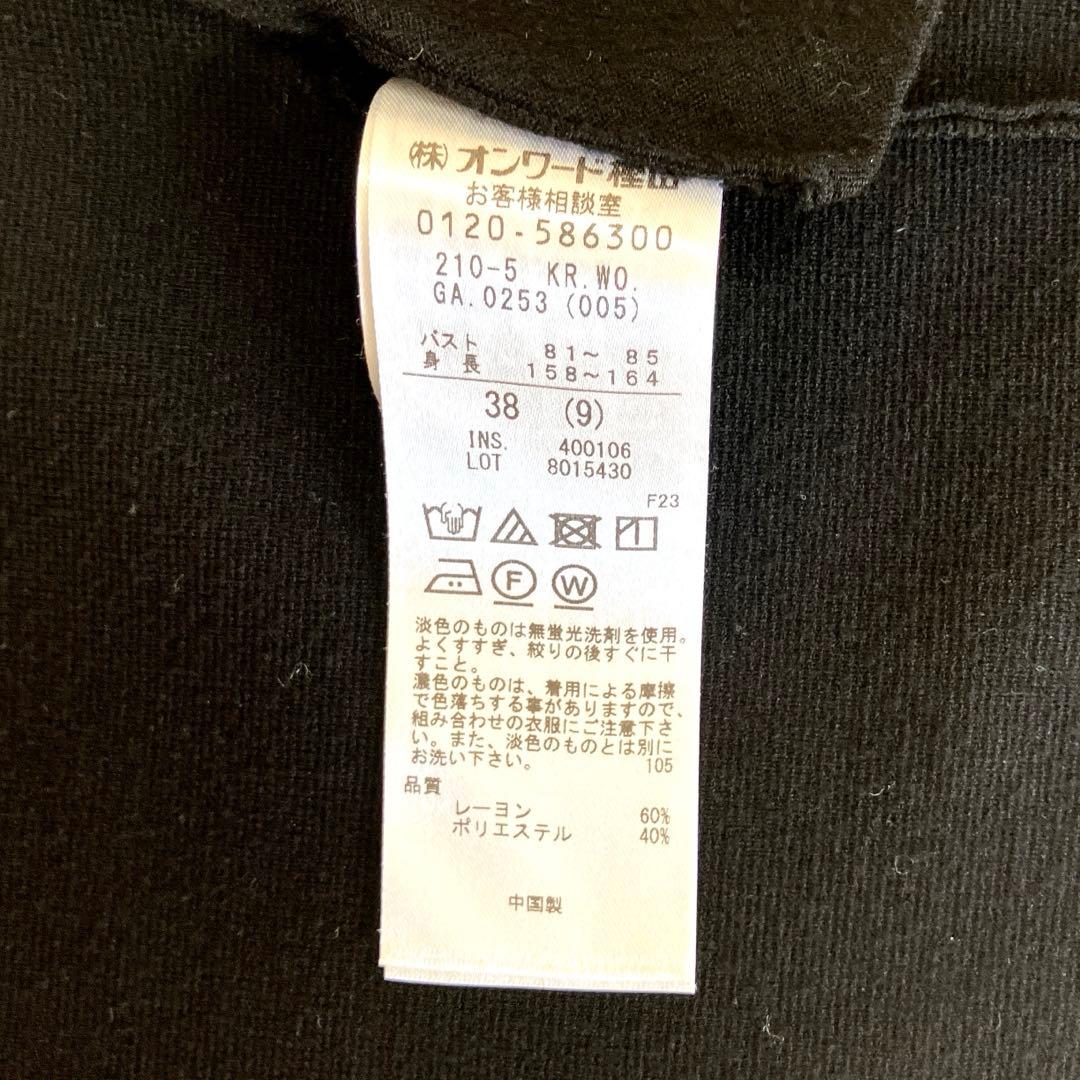 (株)オンワード樫山
お客様相談室
0120-586300
210-5 KR.WO.
GA.0253 (005)
バスト 81〜 85
身長 158〜164
38 (9)
INS. 400106
LOT 8015430
F23
F W
淡色のものは無蛍光洗剤を使用。
よくすすぎ、絞りの後すぐに干
すこと。
濃色のものは、着用による摩擦
で色落ちする事がありますので、
組み合わせの衣服にご注意下さ
い。また、淡色のものとは別に
お洗い下さい。 105
品質
レーヨン 60%
ポリエステル 40%
中国製